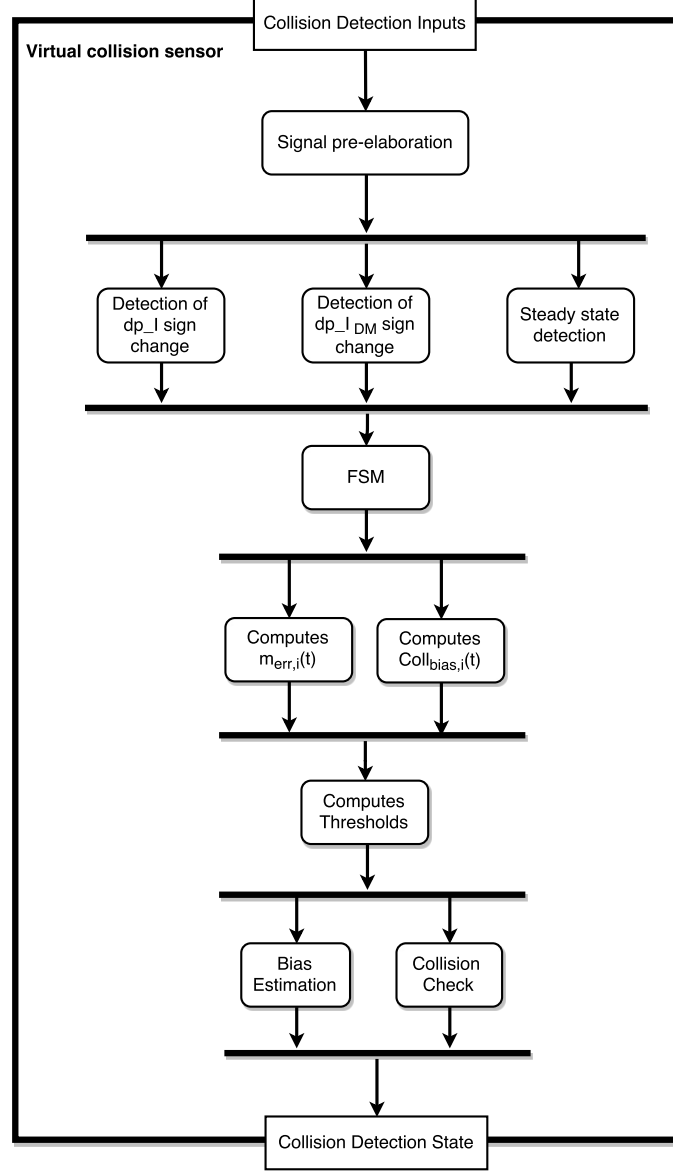 Collision Detection Inputs
Virtual collision sensor
Signal pre-elaboration
Detection of
dp_I sign
change
Detection of
dp_I DM sign
change
Steady state
detection
FSM
Computes
merr,i(t)
Computes
Collbias,i(t)
Computes
Thresholds
Bias
Estimation
Collision
Check
Collision Detection State